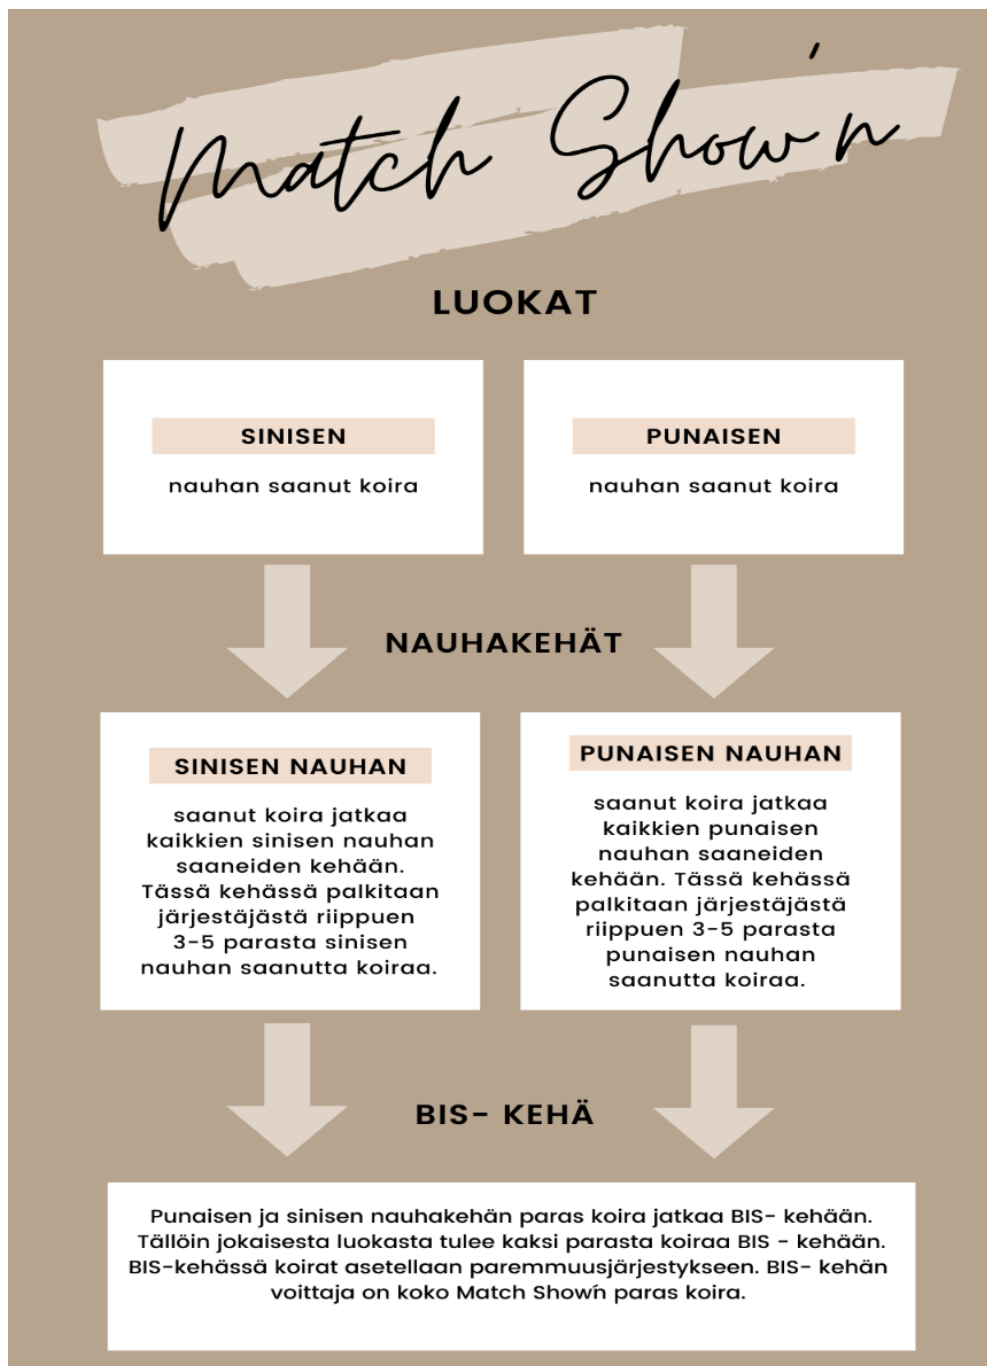 Match Show´n
LUOKAT
SINISEN
nauhan saanut koira
PUNAISEN
nauhan saanut koira
NAUHAKEHÄT
SINISEN NAUHAN
saanut koira jatkaa
kaikkien sinisen nauhan
saaneiden kehään.
Tässä kehässä palkitaan
järjestäjästä riippuen
3-5 parasta sinisen
nauhan saanutta koiraa.
PUNAISEN NAUHAN
saanut koira jatkaa
kaikkien punaisen
nauhan saaneiden
kehään. Tässä kehässä
palkitaan järjestäjästä
riippuen 3-5 parasta
punaisen nauhan
saanutta koiraa.
BIS- KEHÄ
Punaisen ja sinisen nauhakehän paras koira jatkaa BIS- kehään.
Tällöin jokaisesta luokasta tulee kaksi parasta koiraa BIS - kehään.
BIS-kehässä koirat asetellaan paremmuusjärjestykseen. BIS- kehän
voittaja on koko Match Show´n paras koira.